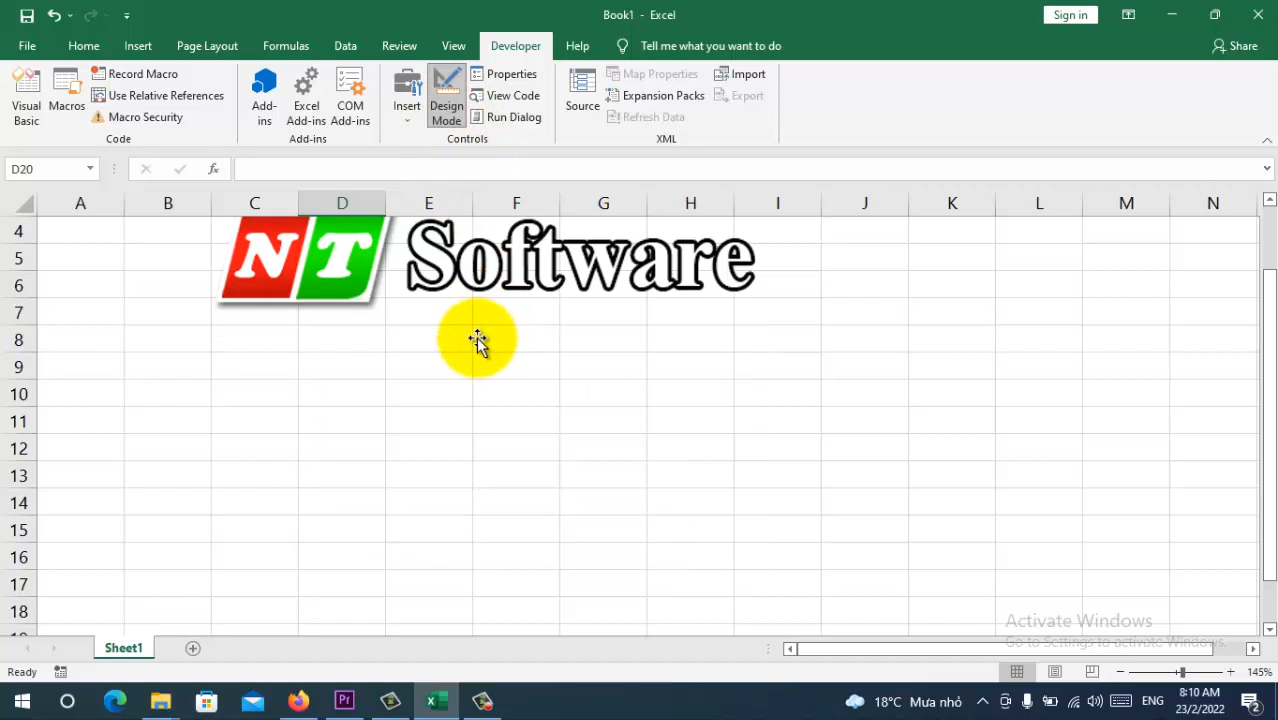 Book1 - Excel
Sign in
File Home Insert Page Layout Formulas Data Review View Developer Help Tell me what you want to do Share
Visual Basic
Macros
Record Macro
Use Relative References
Macro Security
Code
Add-ins
Excel Add-ins
COM Add-ins
Add-ins
Insert
Design Mode
Properties
View Code
Run Dialog
Controls
Source
Map Properties
Expansion Packs
Refresh Data
Import
Export
XML
D20
fx
A B C D E F G H I J K L M N
4
5
6
7
8
9
10
11
12
13
14
15
16
17
18
NT Software
Activate Windows
Go to Settings to activate Windows.
Sheet1
Ready
145%
Pr
18°C Mưa nhỏ
ENG
8:10 AM
23/2/2022
2